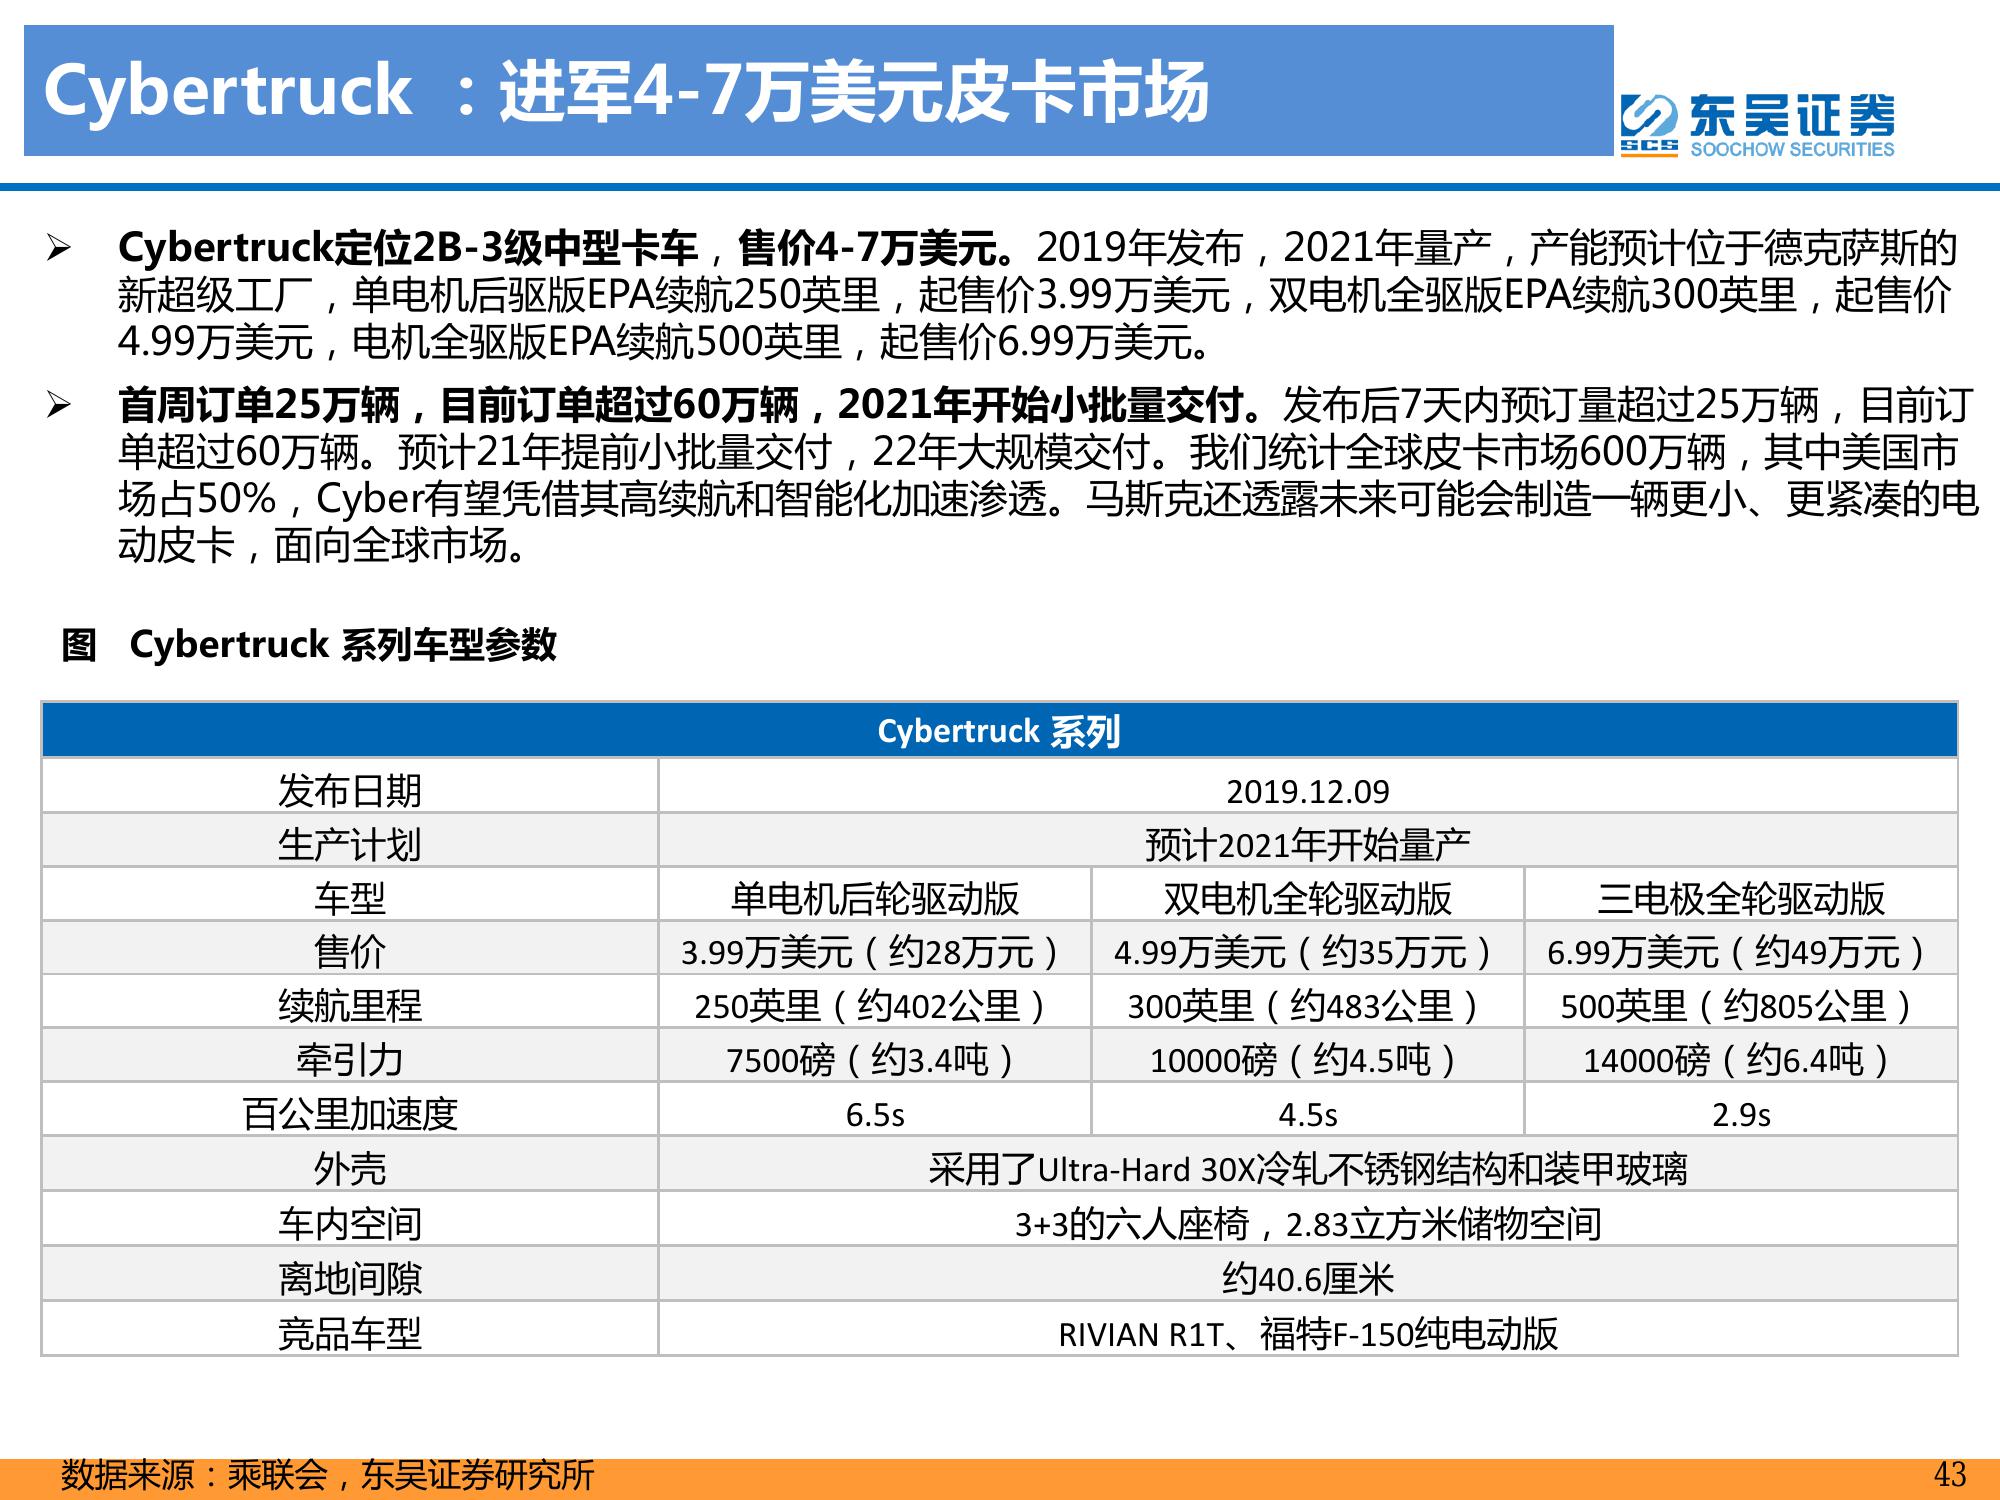 Cybertruck ：进军4-7万美元皮卡市场
东吴证券
SCS
SOOCHOW SECURITIES
➢ Cybertruck定位2B-3级中型卡车，售价4-7万美元。2019年发布，2021年量产，产能预计位于德克萨斯的
新超级工厂，单电机后驱版EPA续航250英里，起售价3.99万美元，双电机全驱版EPA续航300英里，起售价
4.99万美元，电机全驱版EPA续航500英里，起售价6.99万美元。
➢ 首周订单25万辆，目前订单超过60万辆，2021年开始小批量交付。发布后7天内预订量超过25万辆，目前订
单超过60万辆。预计21年提前小批量交付，22年大规模交付。我们统计全球皮卡市场600万辆，其中美国市
场占50%，Cyber有望凭借其高续航和智能化加速渗透。马斯克还透露未来可能会制造一辆更小、更紧凑的电
动皮卡，面向全球市场。
图 Cybertruck 系列车型参数
Cybertruck 系列
发布日期 2019.12.09
生产计划 预计2021年开始量产
车型 单电机后轮驱动版 双电机全轮驱动版 三电极全轮驱动版
售价 3.99万美元（约28万元） 4.99万美元（约35万元） 6.99万美元（约49万元）
续航里程 250英里（约402公里） 300英里（约483公里） 500英里（约805公里）
牵引力 7500磅（约3.4吨） 10000磅（约4.5吨） 14000磅（约6.4吨）
百公里加速度 6.5s 4.5s 2.9s
外壳 采用了Ultra-Hard 30X冷轧不锈钢结构和装甲玻璃
车内空间 3+3的六人座椅，2.83立方米储物空间
离地间隙 约40.6厘米
竞品车型 RIVIAN R1T、福特F-150纯电动版
数据来源：乘联会，东吴证券研究所
43